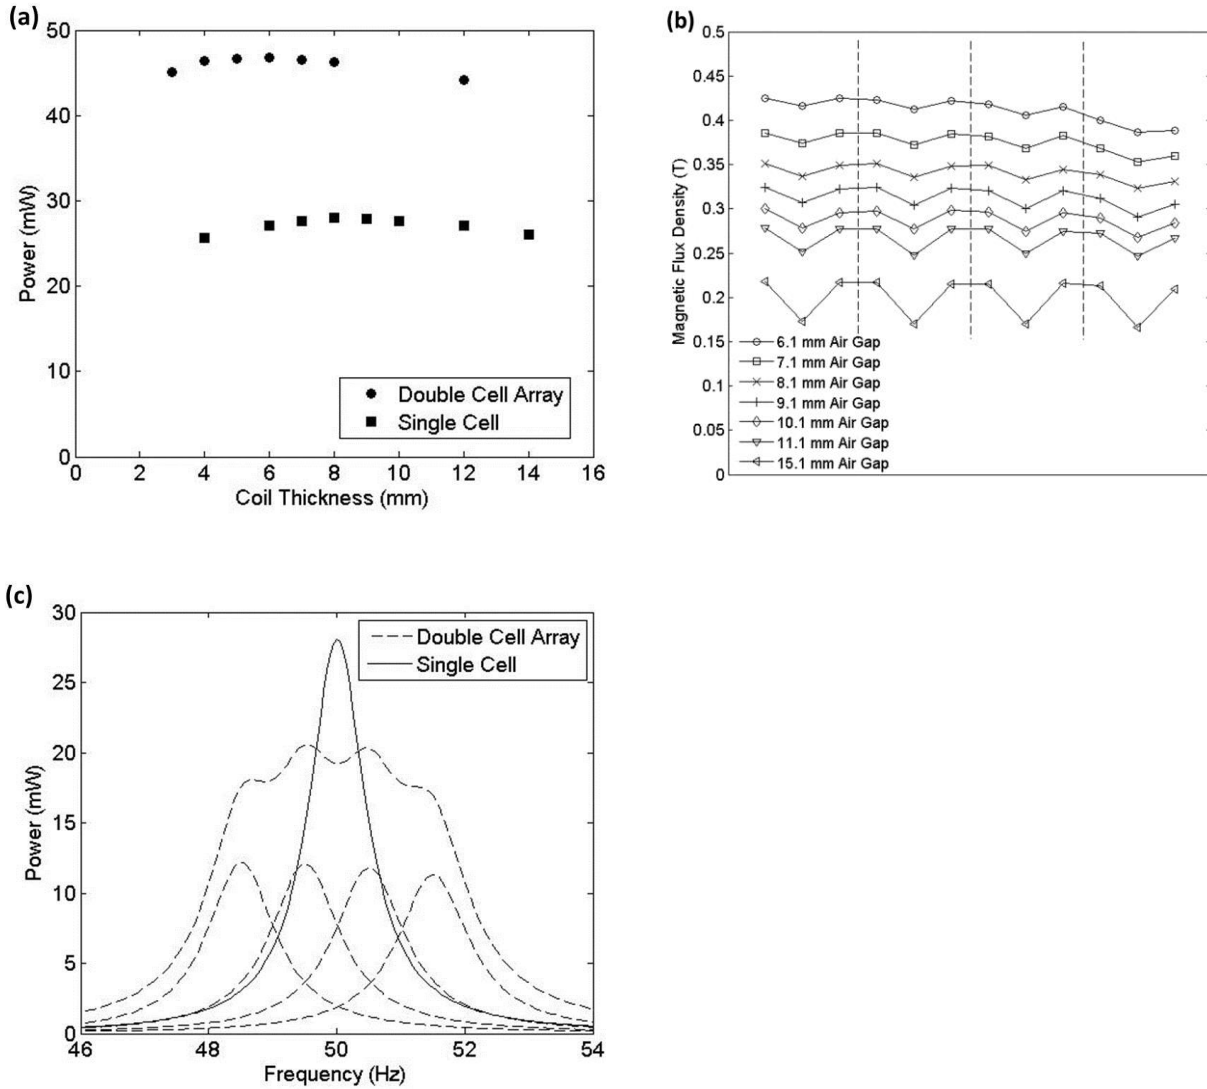 (a)
50
40
30
20
10
0
Power (mW)
Double Cell Array
Single Cell
0 2 4 6 8 10 12 14 16
Coil Thickness (mm)
(b)
0.5
0.45
0.4
0.35
0.3
0.25
0.2
0.15
0.1
0.05
0
Magnetic Flux Density (T)
6.1 mm Air Gap
7.1 mm Air Gap
8.1 mm Air Gap
9.1 mm Air Gap
10.1 mm Air Gap
11.1 mm Air Gap
15.1 mm Air Gap
(c)
30
25
20
15
10
5
0
Power (mW)
Double Cell Array
Single Cell
46 48 50 52 54
Frequency (Hz)